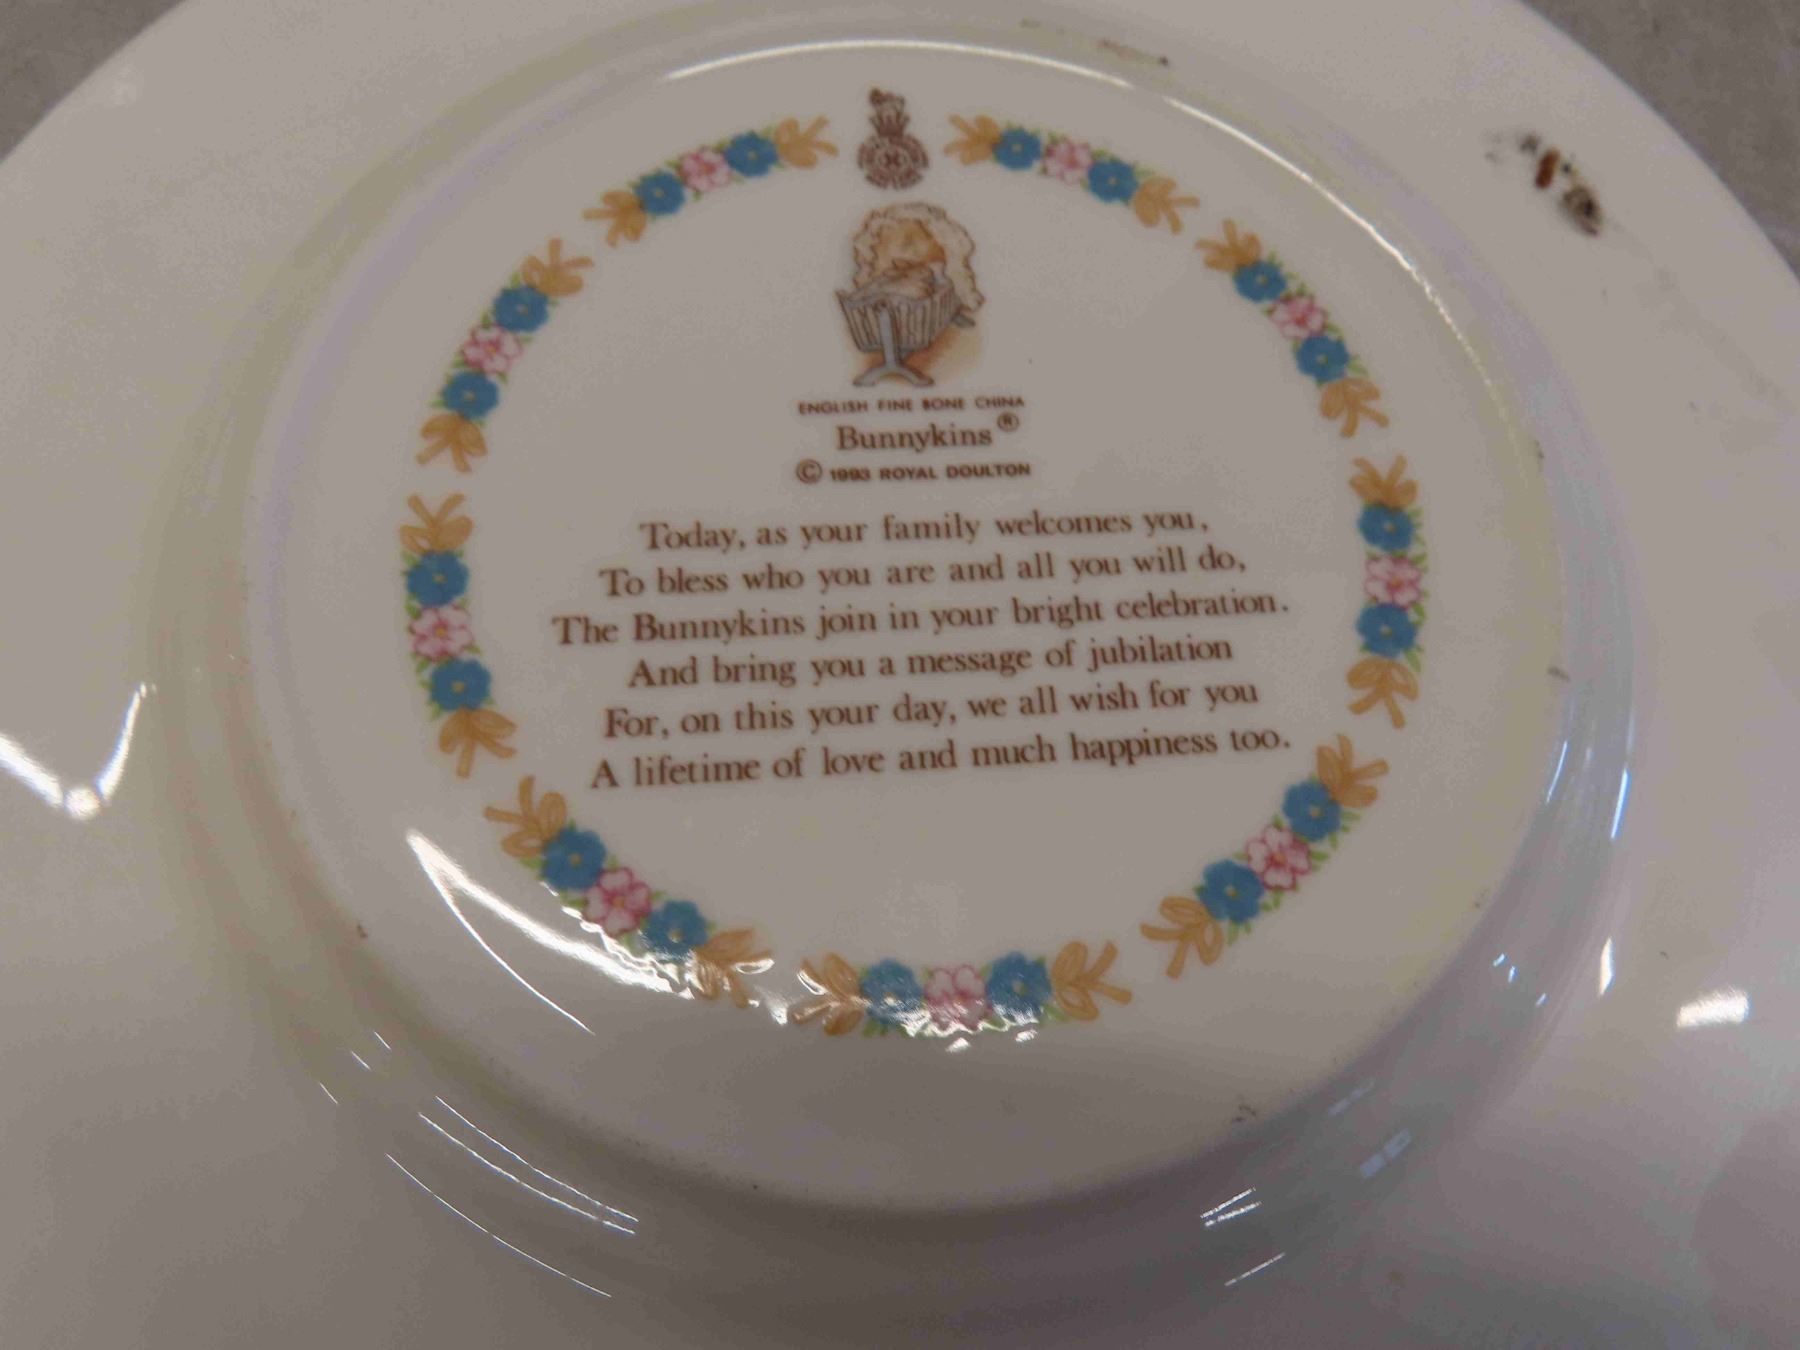 ENGLISH FINE BONE CHINA
Bunnykins®
© 1993 ROYAL DOULTON
Today, as your family welcomes you,
To bless who you are and all you will do,
The Bunnykins join in your bright celebration.
And bring you a message of jubilation
For, on this your day, we all wish for you
A lifetime of love and much happiness too.